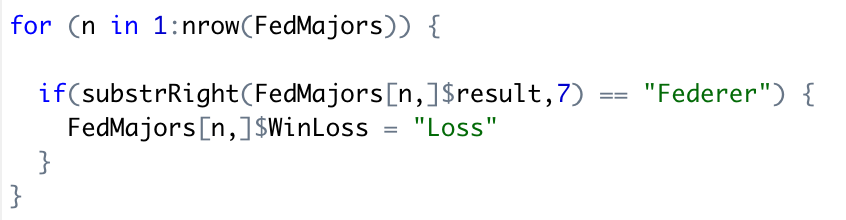 for (n in 1:nrow(FedMajors)) {
if(substrRight(FedMajors[n,]$result,7) == "Federer") {
FedMajors[n,]$WinLoss = "Loss"
}
}